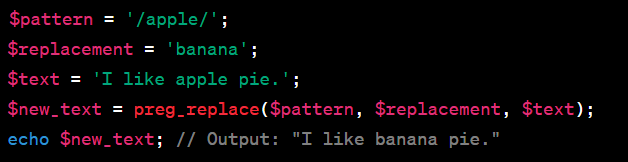 $pattern = '/apple/';
$replacement = 'banana';
$text = 'I like apple pie.';
$new_text = preg_replace($pattern, $replacement, $text);
echo $new_text; // Output: "I like banana pie."